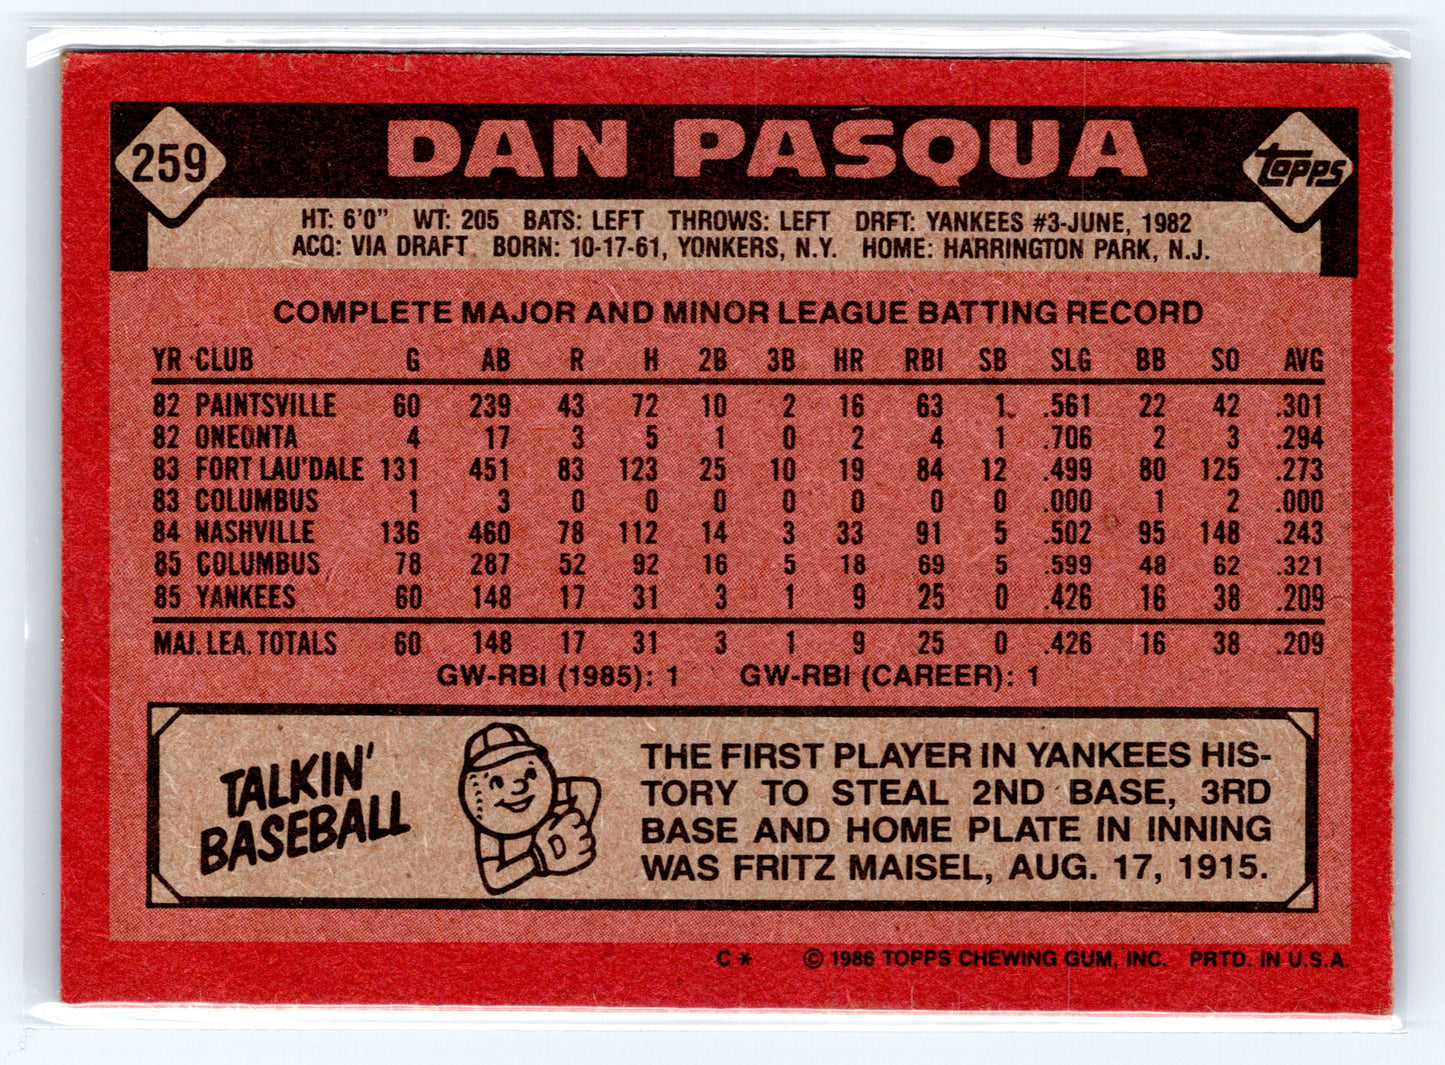 259
DAN PASQUA
TOPPS
HT: 6'0" WT: 205 BATS: LEFT THROWS: LEFT DRFT: YANKEES #3-JUNE, 1982
ACQ: VIA DRAFT BORN: 10-17-61, YONKERS, N.Y. HOME: HARRINGTON PARK, N.J.
COMPLETE MAJOR AND MINOR LEAGUE BATTING RECORD
YR CLUB G AB R H 2B 3B HR RBI SB SLG BB SO AVG
82 PAINTSVILLE 60 239 43 72 10 2 16 63 1 .561 22 42 .301
82 ONEONTA 4 17 3 5 1 0 2 4 1 .706 2 3 .294
83 FORT LAU'DALE 131 451 83 123 25 10 19 84 12 .499 80 125 .273
83 COLUMBUS 1 3 0 0 0 0 0 0 0 .000 1 2 .000
84 NASHVILLE 136 460 78 112 14 3 33 91 5 .502 95 148 .243
85 COLUMBUS 78 287 52 92 16 5 18 69 5 .599 48 62 .321
85 YANKEES 60 148 17 31 3 1 9 25 0 .426 16 38 .209
MAJ. LEA. TOTALS 60 148 17 31 3 1 9 25 0 .426 16 38 .209
GW-RBI (1985): 1 GW-RBI (CAREER): 1
TALKIN'
BASEBALL
THE FIRST PLAYER IN YANKEES HIS-
TORY TO STEAL 2ND BASE, 3RD
BASE AND HOME PLATE IN INNING
WAS FRITZ MAISEL, AUG. 17, 1915.
C * © 1986 TOPPS CHEWING GUM, INC. PRTD. IN U.S.A.